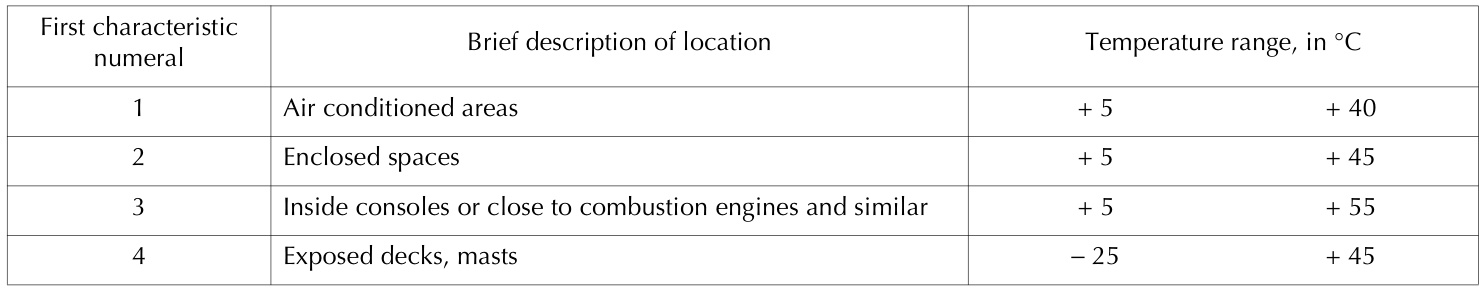 First characteristic
numeral
Brief description of location
Temperature range, in °C
1 Air conditioned areas + 5 + 40
2 Enclosed spaces + 5 + 45
3 Inside consoles or close to combustion engines and similar + 5 + 55
4 Exposed decks, masts – 25 + 45